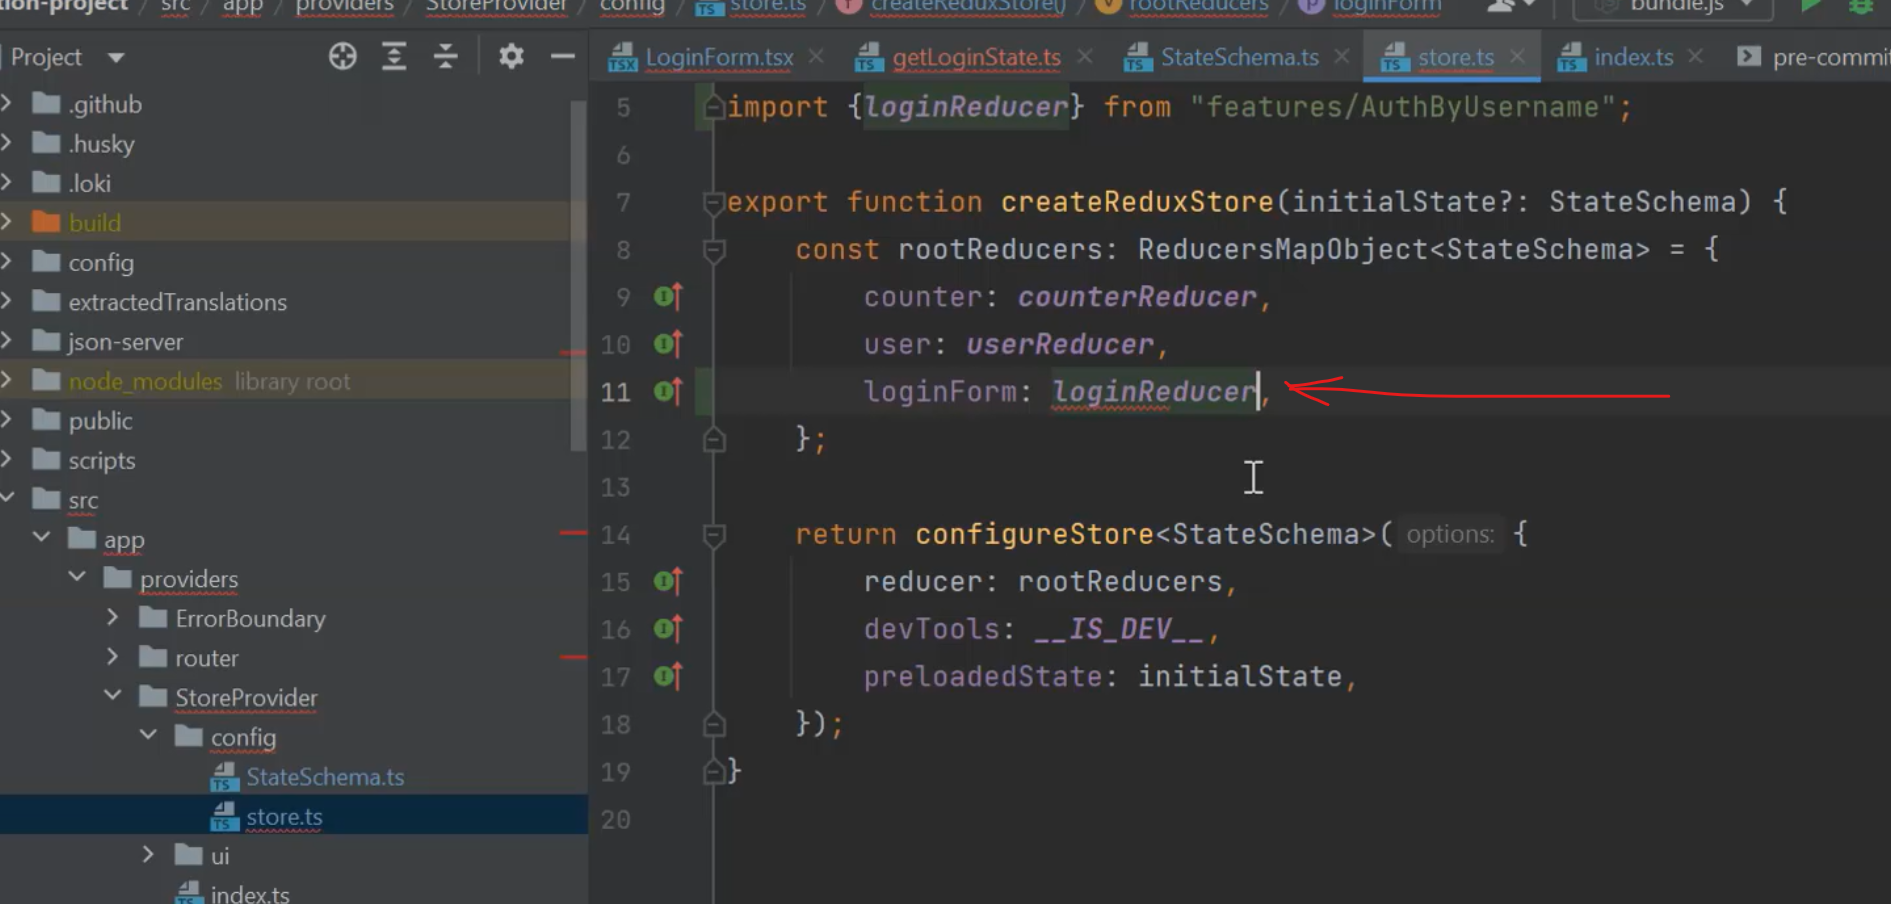 tion-project / src / app / providers / StoreProvider / config / store.ts / createReduxStore() / rootReducers / loginForm
bundle.js
Project
LoginForm.tsx
getLoginState.ts
StateSchema.ts
store.ts
index.ts
pre-commit
.github
.husky
.loki
build
config
extractedTranslations
json-server
node_modules library root
public
scripts
src
app
providers
ErrorBoundary
router
StoreProvider
config
StateSchema.ts
store.ts
ui
index.ts
5 import {loginReducer} from "features/AuthByUsername";
6
7 export function createReduxStore(initialState?: StateSchema) {
8 const rootReducers: ReducersMapObject<StateSchema> = {
9 counter: counterReducer,
10 user: userReducer,
11 loginForm: loginReducer,
12 };
13
14 return configureStore<StateSchema>( options: {
15 reducer: rootReducers,
16 devTools: __IS_DEV__,
17 preloadedState: initialState,
18 });
19 }
20